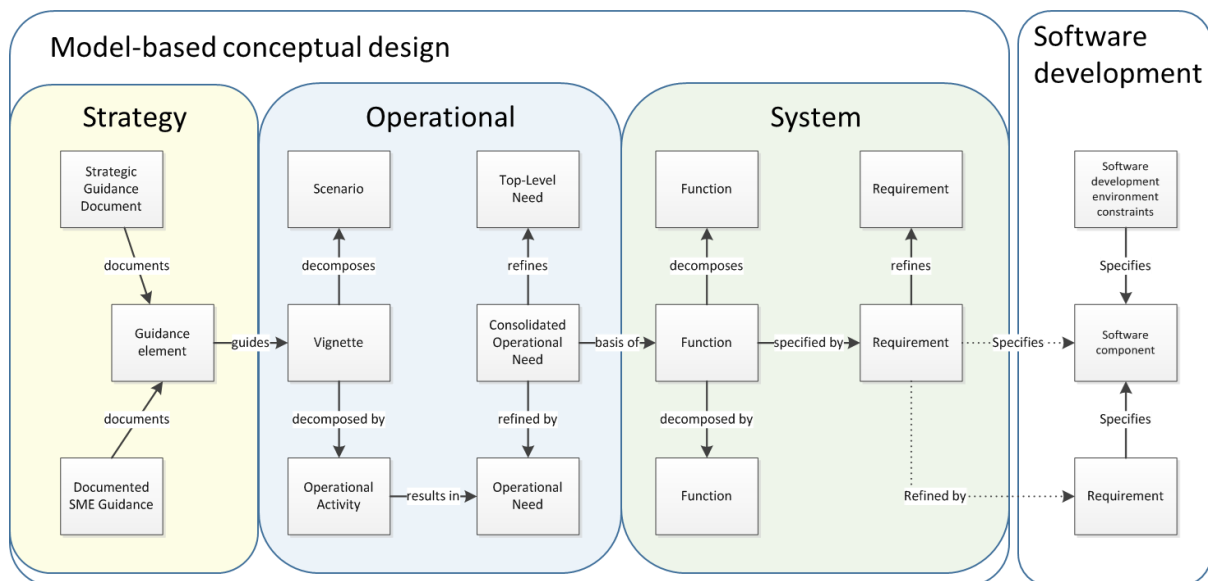 Model-based conceptual design
Software
development
Strategy
Operational
System
Strategic
Guidance
Document
Scenario
Top-Level
Need
Function
Requirement
Software
development
environment
constraints
documents
decomposes
refines
decomposes
refines
Specifies
Guidance
element
guides
Vignette
Consolidated
Operational
Need
basis of
Function
specified by
Requirement
Specifies
Software
component
documents
decomposed by
refined by
decomposed by
Specifies
Documented
SME Guidance
Operational
Activity
results in
Operational
Need
Function
Refined by
Requirement